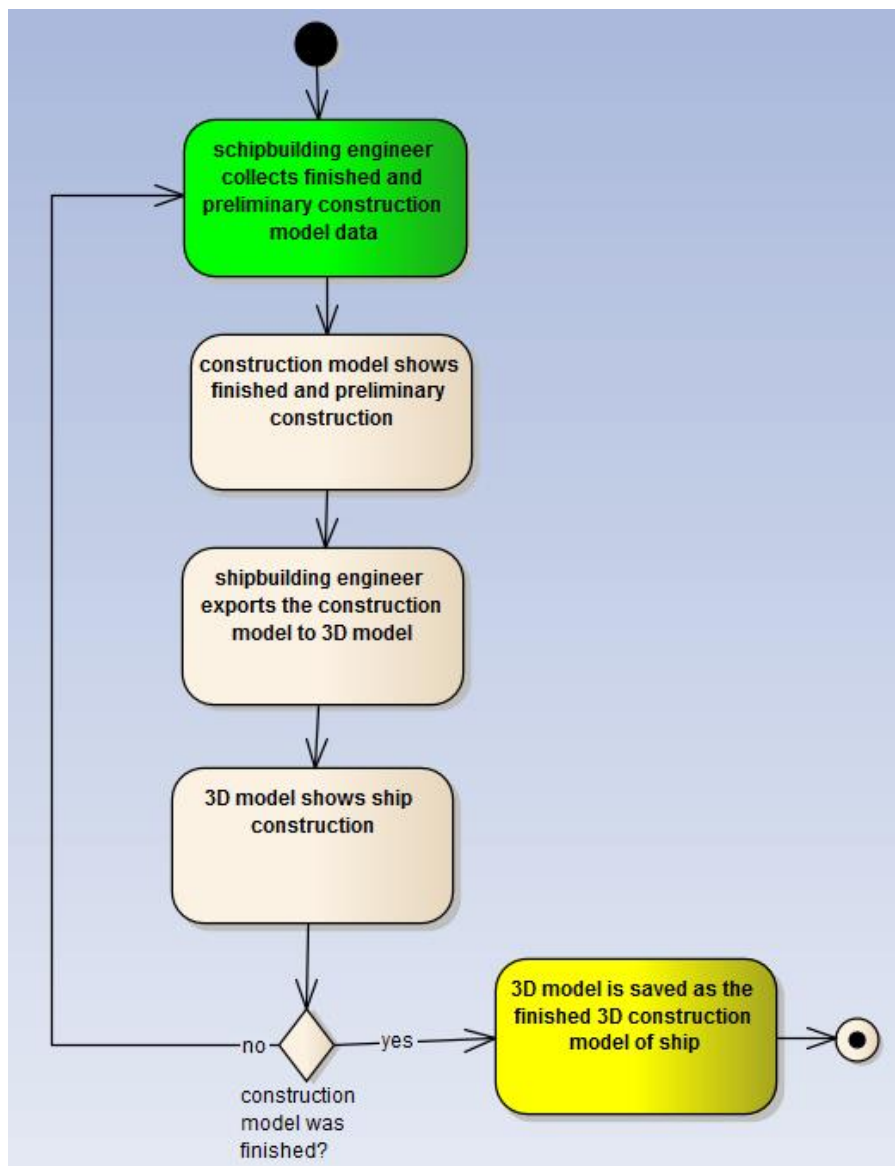 schipbuilding engineer
collects finished and
preliminary construction
model data
construction model shows
finished and preliminary
construction
shipbuilding engineer
exports the construction
model to 3D model
3D model shows ship
construction
3D model is saved as the
finished 3D construction
model of ship
no
yes
construction
model was
finished?